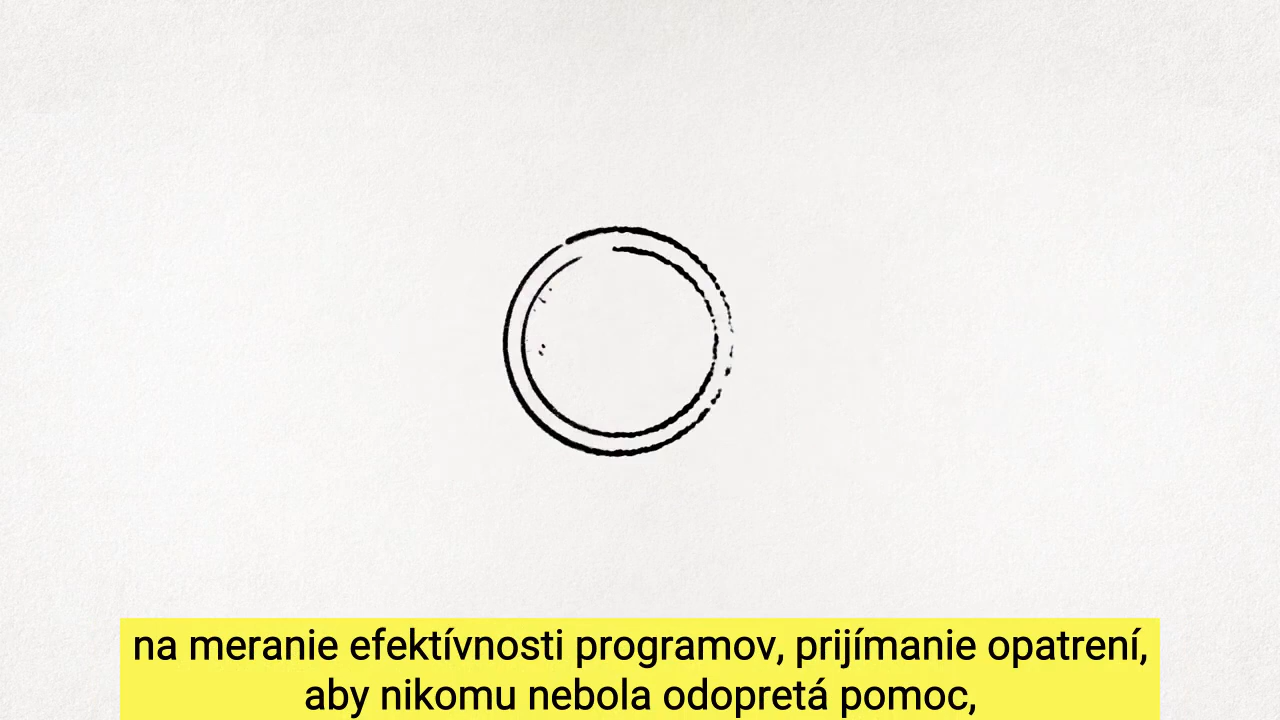 na meranie efektívnosti programov, prijímanie opatrení,
aby nikomu nebola odopretá pomoc,